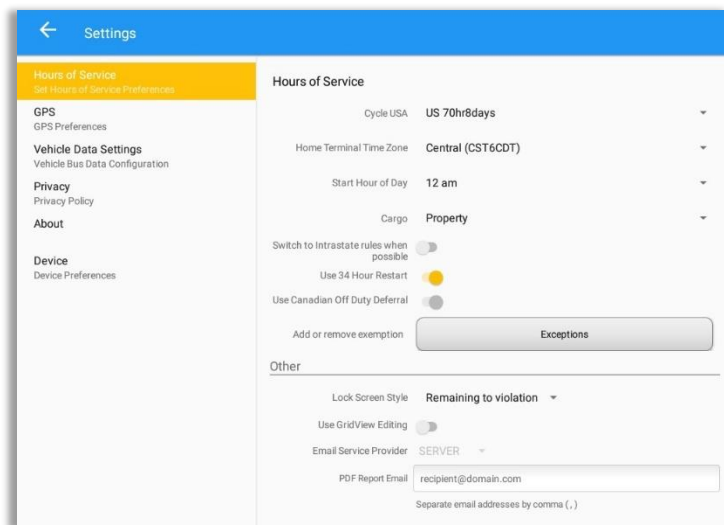 Settings
Hours of Service
Set Hours of Service Preferences
GPS
GPS Preferences
Vehicle Data Settings
Vehicle Bus Data Configuration
Privacy
Privacy Policy
About
Device
Device Preferences
Hours of Service
Cycle USA US 70hr8days
Home Terminal Time Zone Central (CST6CDT)
Start Hour of Day 12 am
Cargo Property
Switch to Intrastate rules when
possible
Use 34 Hour Restart
Use Canadian Off Duty Deferral
Add or remove exemption Exceptions
Other
Lock Screen Style Remaining to violation
Use GridView Editing
Email Service Provider SERVER
PDF Report Email recipient@domain.com
Separate email addresses by comma (,)